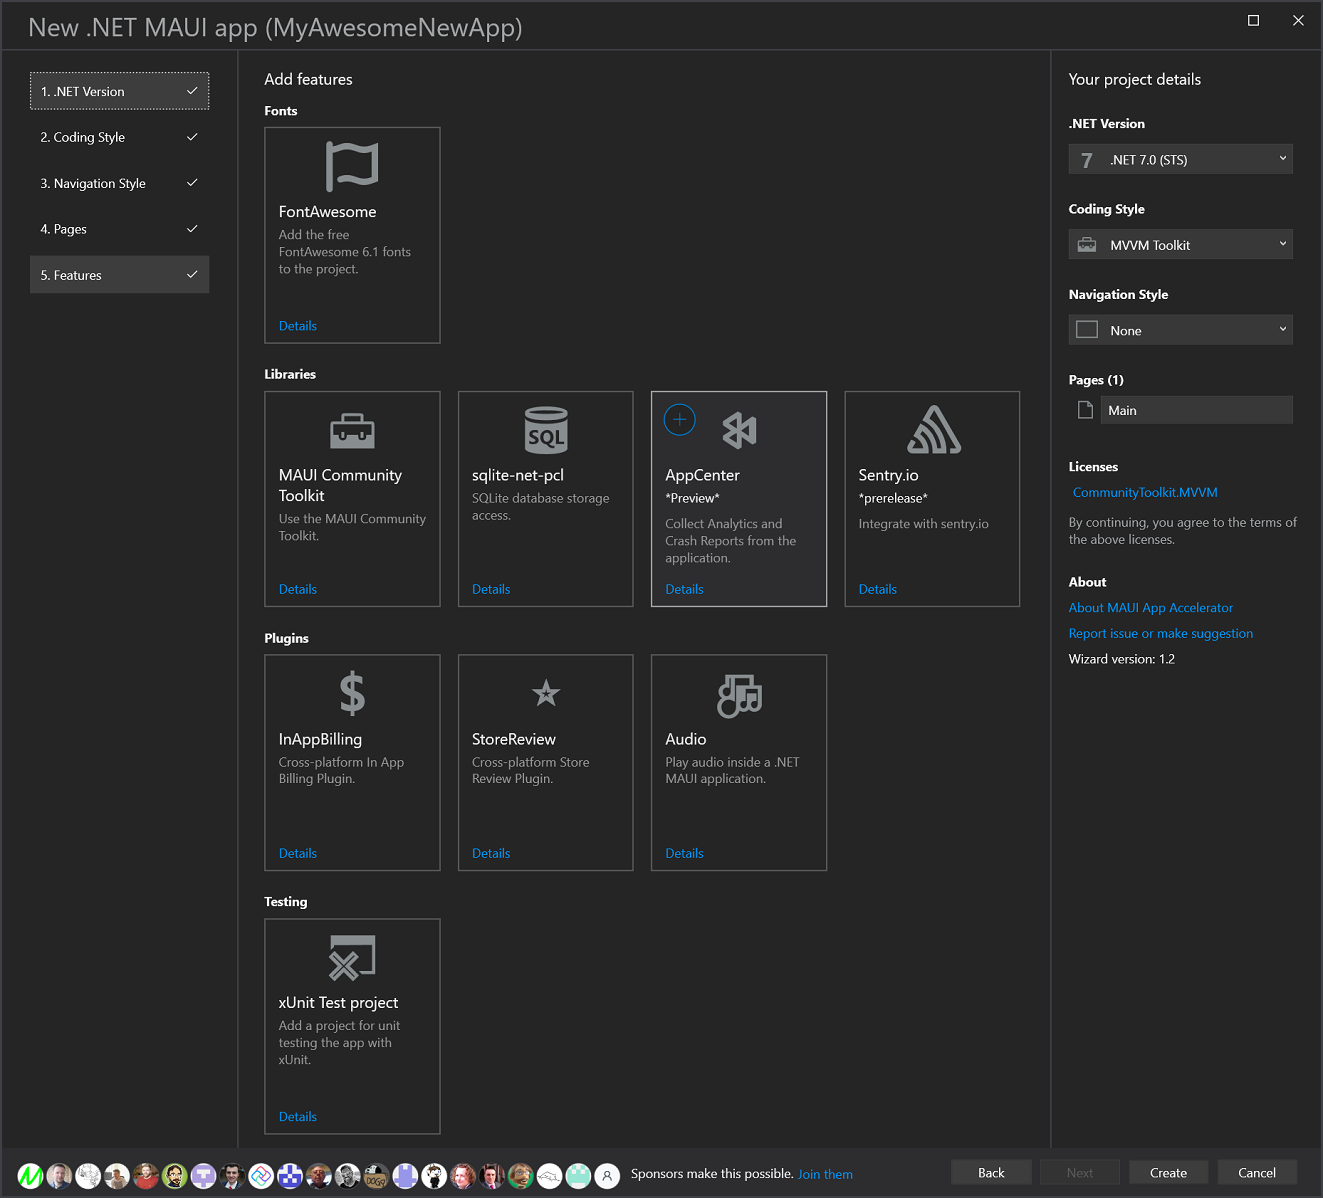 New .NET MAUI app (MyAwesomeNewApp)
1. .NET Version
2. Coding Style
3. Navigation Style
4. Pages
5. Features
Add features
Fonts
FontAwesome
Add the free
FontAwesome 6.1 fonts
to the project.
Details
Libraries
MAUI Community
Toolkit
Use the MAUI Community
Toolkit.
Details
SQL
sqlite-net-pcl
SQLite database storage
access.
Details
AppCenter
*Preview*
Collect Analytics and
Crash Reports from the
application.
Details
Sentry.io
*prerelease*
Integrate with sentry.io
Details
Plugins
$
InAppBilling
Cross-platform In App
Billing Plugin.
Details
StoreReview
Cross-platform Store
Review Plugin.
Details
Audio
Play audio inside a .NET
MAUI application.
Details
Testing
xUnit Test project
Add a project for unit
testing the app with
xUnit.
Details
Your project details
.NET Version
7 .NET 7.0 (STS)
Coding Style
MVVM Toolkit
Navigation Style
None
Pages (1)
Main
Licenses
CommunityToolkit.MVVM
By continuing, you agree to the terms of
the above licenses.
About
About MAUI App Accelerator
Report issue or make suggestion
Wizard version: 1.2
DOGO
Sponsors make this possible. Join them
Back
Next
Create
Cancel